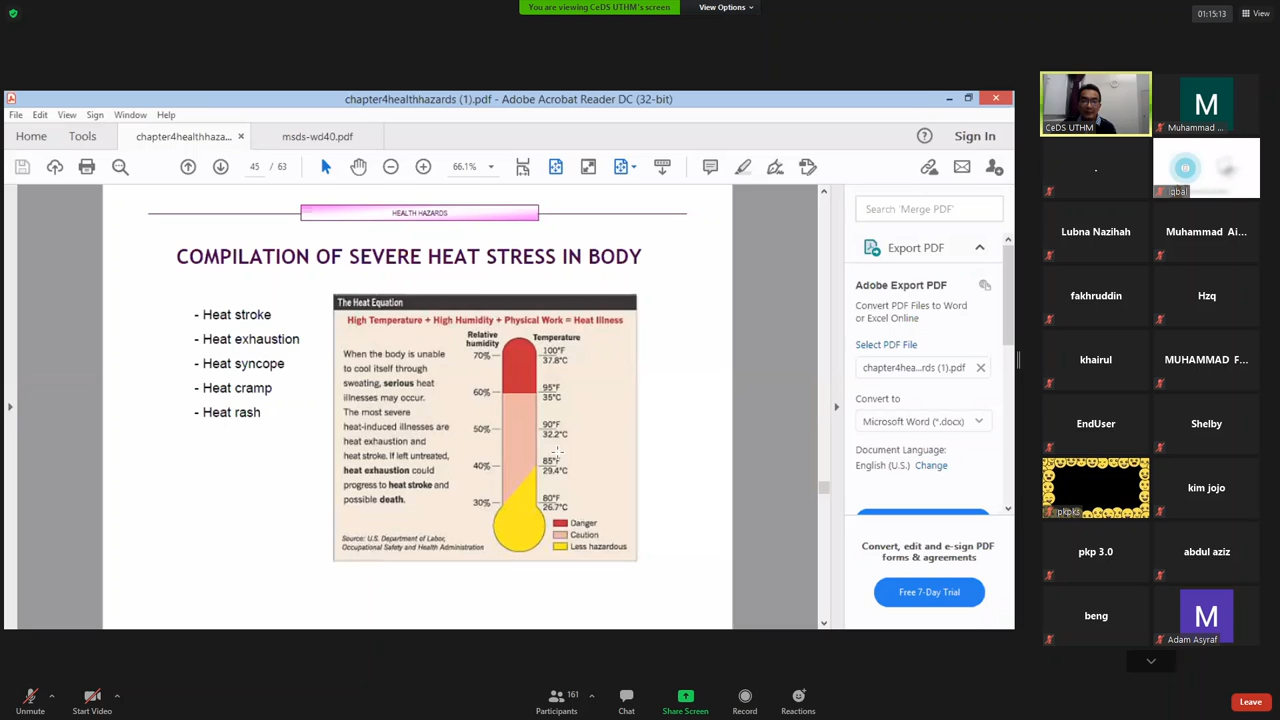 You are viewing CeDS UTHM's screen
View Options
01:15:13
View
chapter4healthhazards (1).pdf - Adobe Acrobat Reader DC (32-bit)
File Edit View Sign Window Help
Home Tools chapter4healthhaza... msds-wd40.pdf Sign In
45 / 63 66.1%
HEALTH HAZARDS
COMPILATION OF SEVERE HEAT STRESS IN BODY
- Heat stroke
- Heat exhaustion
- Heat syncope
- Heat cramp
- Heat rash
The Heat Equation
High Temperature + High Humidity + Physical Work = Heat Illness
When the body is unable
to cool itself through
sweating, serious heat
illnesses may occur.
The most severe
heat-induced illnesses are
heat exhaustion and
heat stroke. If left untreated,
heat exhaustion could
progress to heat stroke and
possible death.
Source: U.S. Department of Labor,
Occupational Safety and Health Administration
Relative
humidity
Temperature
70%
100°F
37.8°C
60%
95°F
35°C
50%
90°F
32.2°C
40%
85°F
29.4°C
30%
80°F
26.7°C
Danger
Caution
Less hazardous
Search 'Merge PDF'
Export PDF
Adobe Export PDF
Convert PDF Files to Word
or Excel Online
Select PDF File
chapter4hea...rds (1).pdf
Convert to
Microsoft Word (*.docx)
Document Language:
English (U.S.) Change
Convert, edit and e-sign PDF
forms & agreements
Free 7-Day Trial
CeDS UTHM
M
Muhammad ...
.
iqbal
Lubna Nazihah
Muhammad Ai...
fakhruddin
Hzq
khairul
MUHAMMAD F...
EndUser
Shelby
pkpks
kim jojo
pkp 3.0
abdul aziz
beng
M
Adam Asyraf
Unmute
Start Video
161
Participants
Chat
Share Screen
Record
Reactions
Leave